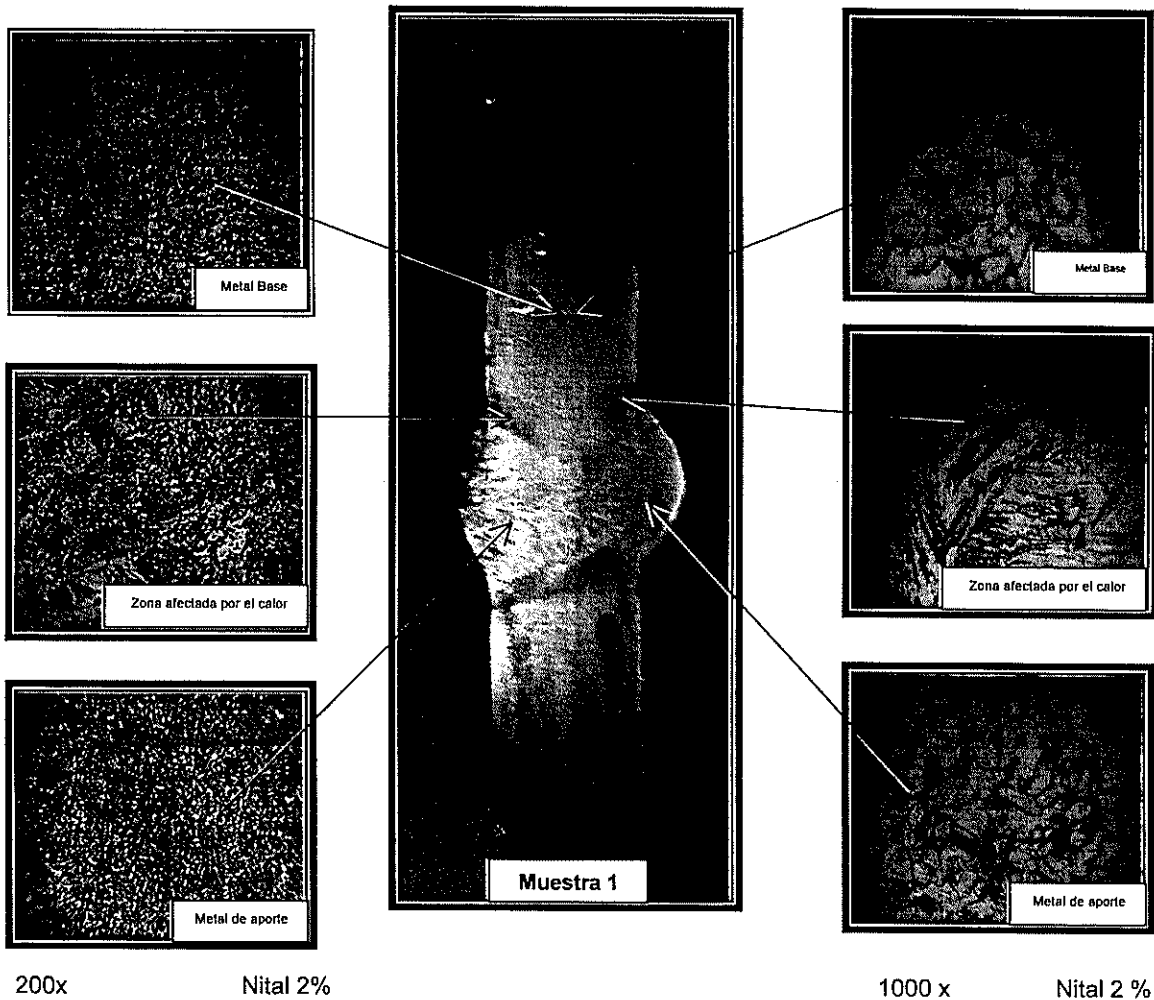 Metal Base
Metal Base
Zona afectada por el calor
Zona afectada por el calor
Metal de aporte
Muestra 1
Metal de aporte
200x Nital 2%
1000 x Nital 2 %